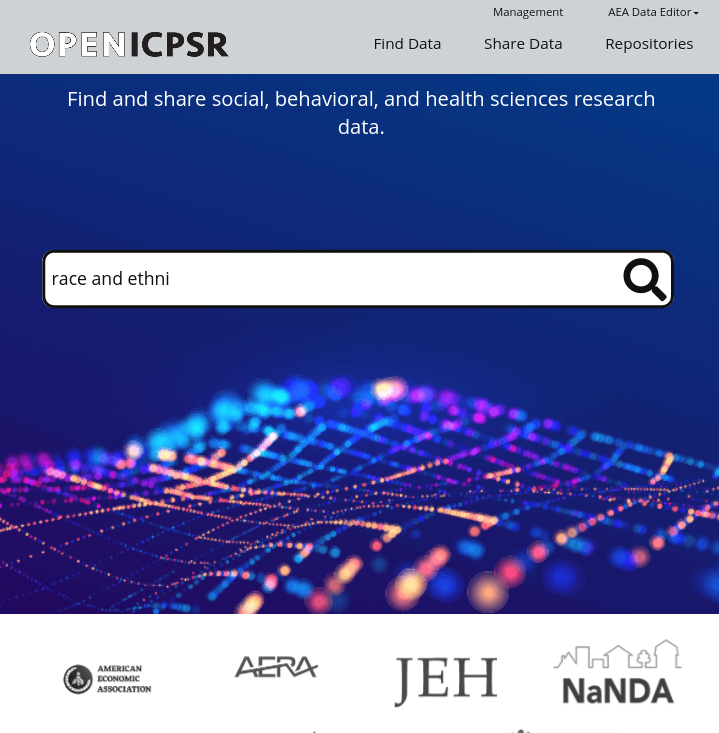 Management AEA Data Editor
OPENICPSR Find Data Share Data Repositories
Find and share social, behavioral, and health sciences research
data.
race and ethni
AMERICAN
ECONOMIC
ASSOCIATION
AERA
JEH
NaNDA